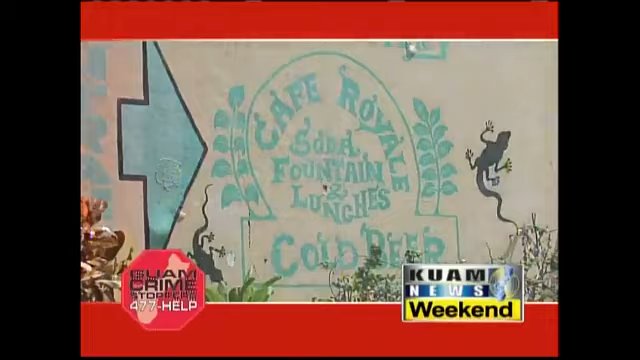 CAFE ROYALE
SODA
FOUNTAIN
&
LUNCHES
COLD BEER
GUAM
CRIME
STOPPERS
477-HELP
KUAM
NEWS
Weekend